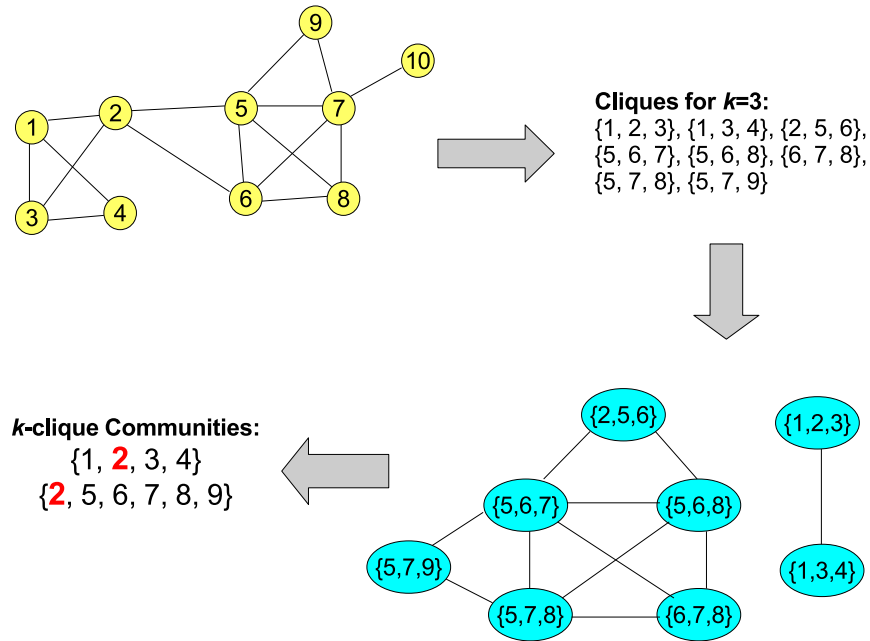 9
10
5
7
2
1
6
8
3
4
Cliques for k=3:
{1, 2, 3}, {1, 3, 4}, {2, 5, 6},
{5, 6, 7}, {5, 6, 8}, {6, 7, 8},
{5, 7, 8}, {5, 7, 9}
{2,5,6}
{1,2,3}
{5,6,7}
{5,6,8}
{5,7,9}
{1,3,4}
{5,7,8}
{6,7,8}
k-clique Communities:
{1, 2, 3, 4}
{2, 5, 6, 7, 8, 9}